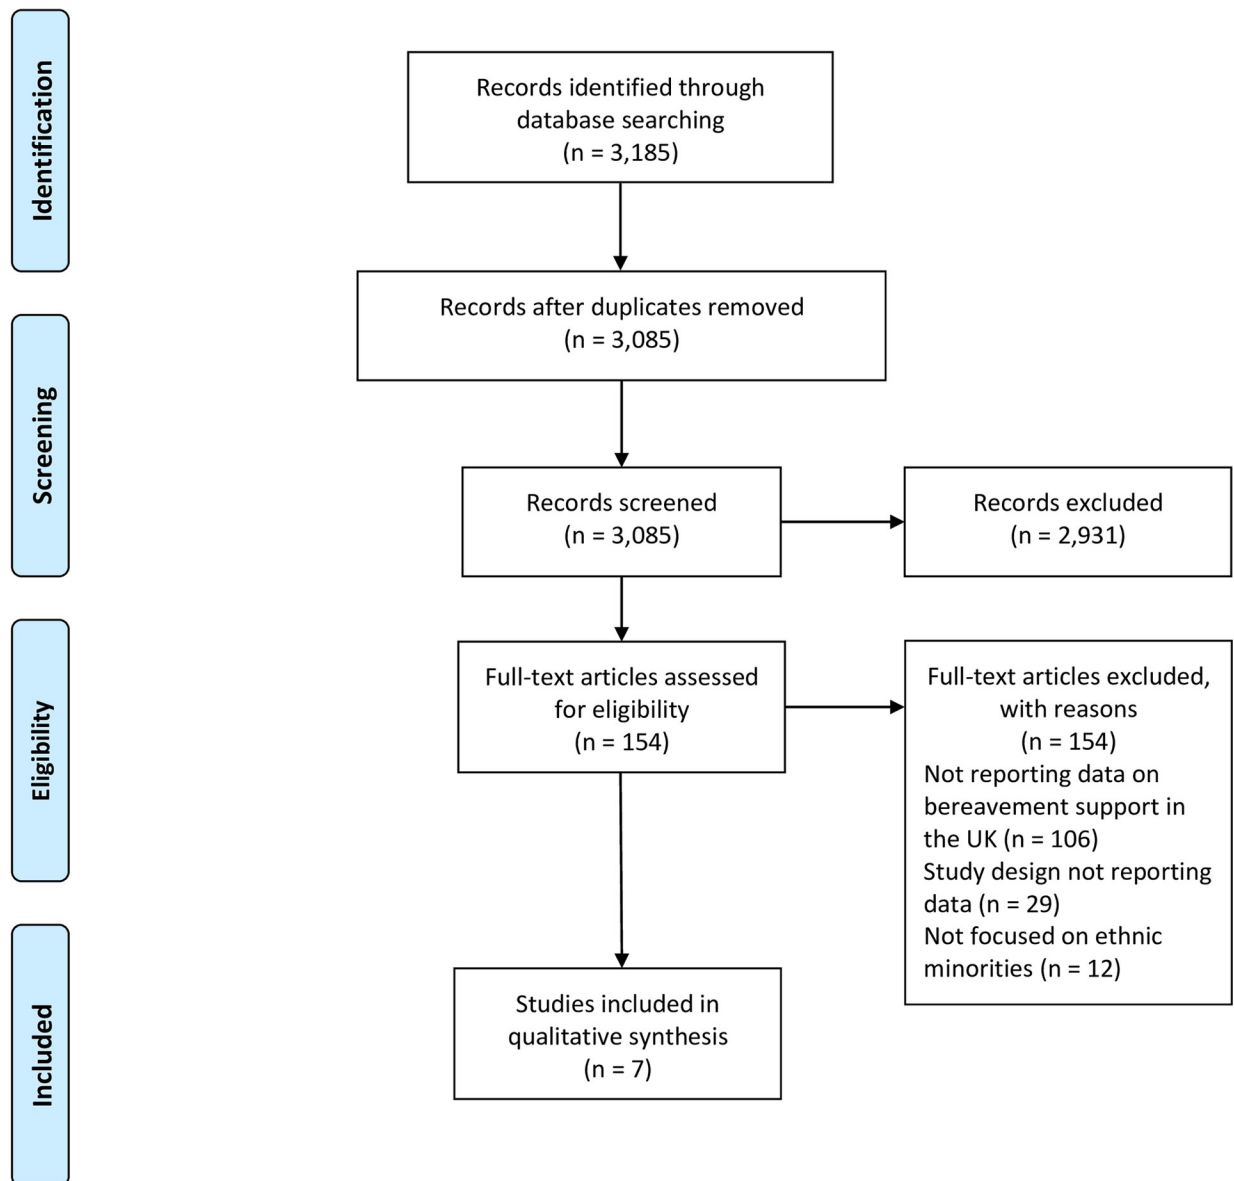 Identification
Records identified through
database searching
(n = 3,185)
Records after duplicates removed
(n = 3,085)
Screening
Records screened
(n = 3,085)
Records excluded
(n = 2,931)
Eligibility
Full-text articles assessed
for eligibility
(n = 154)
Full-text articles excluded,
with reasons
(n = 154)
Not reporting data on
bereavement support in
the UK (n = 106)
Study design not reporting
data (n = 29)
Not focused on ethnic
minorities (n = 12)
Included
Studies included in
qualitative synthesis
(n = 7)